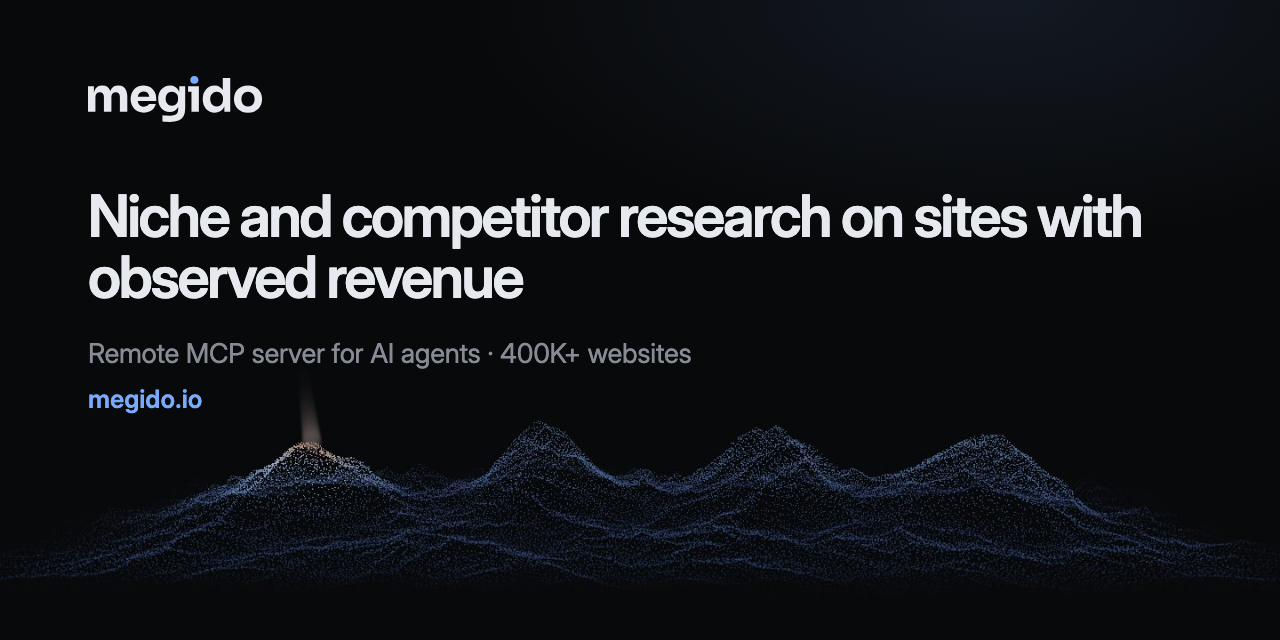 megido
Niche and competitor research on sites with
observed revenue
Remote MCP server for AI agents · 400K+ websites
megido.io